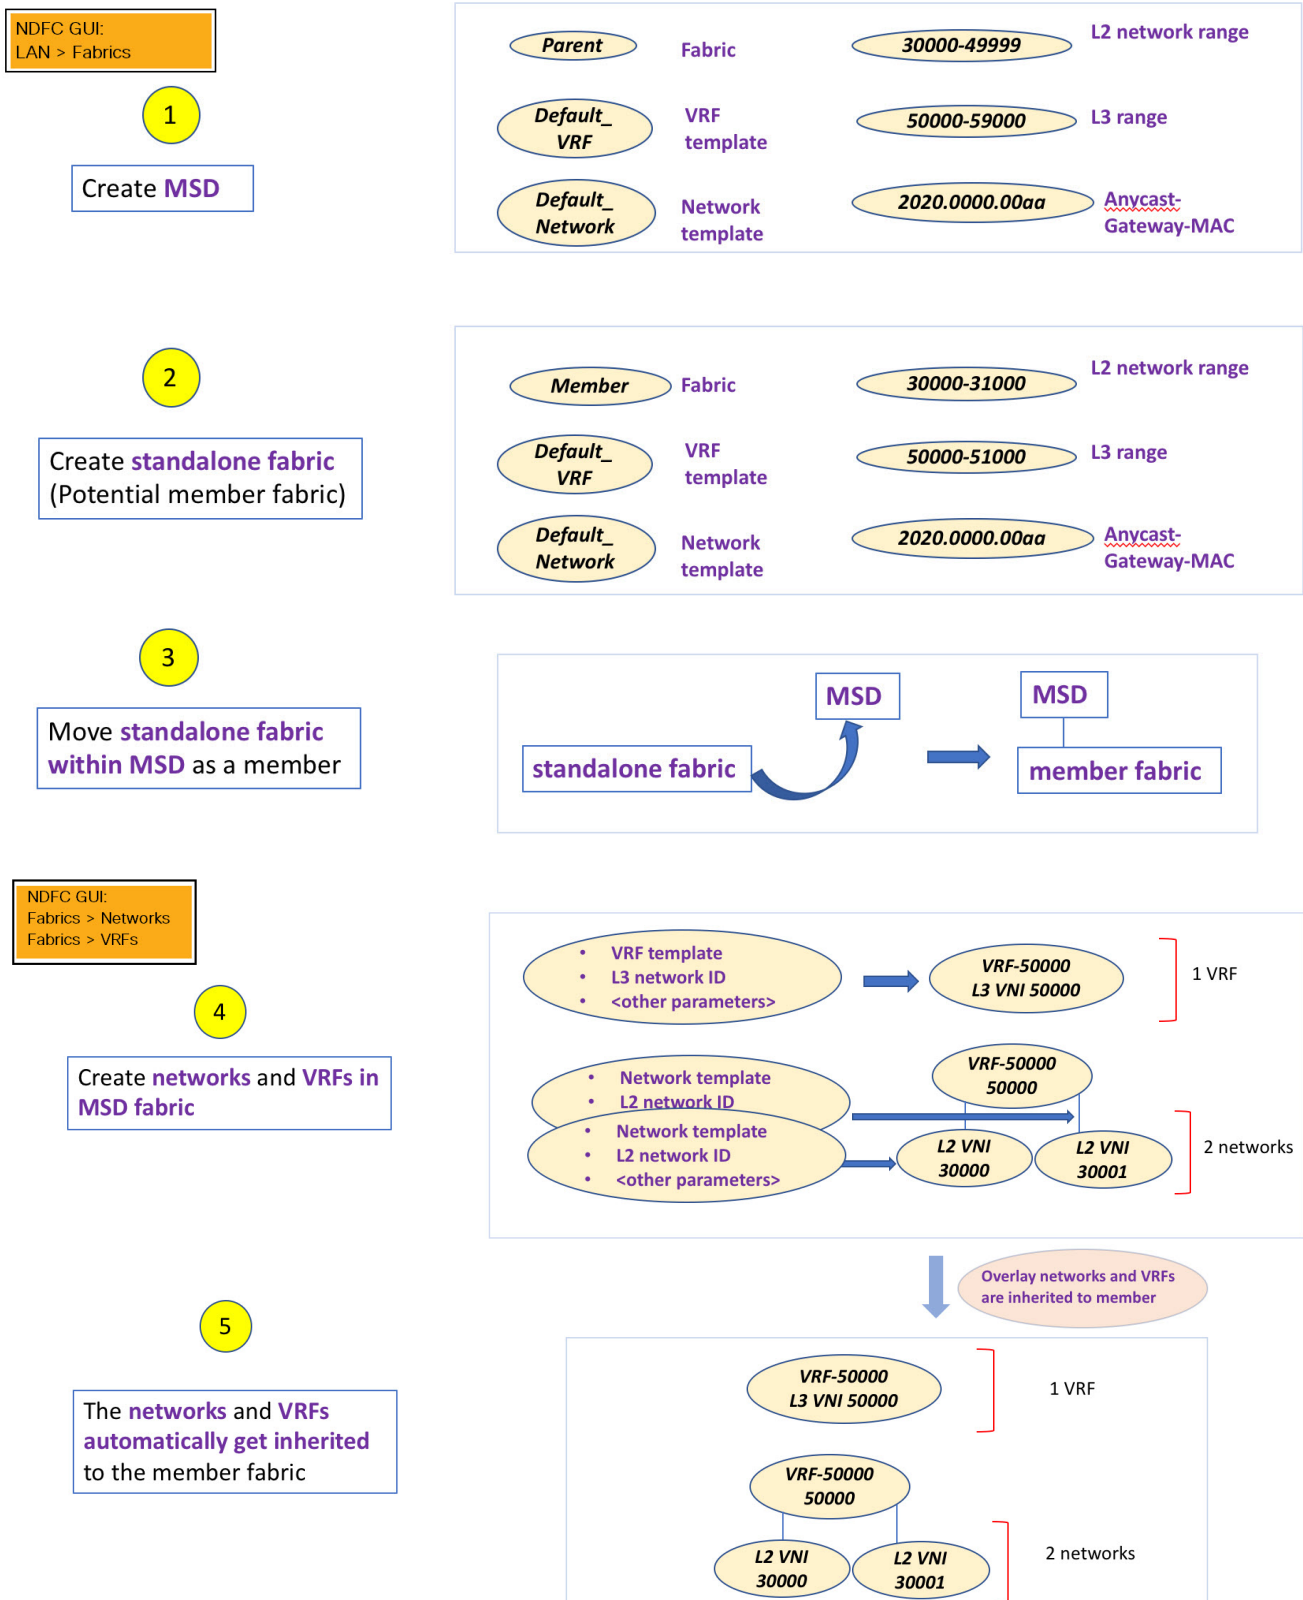 NDFC GUI:
LAN > Fabrics
1
Create MSD
Parent
Fabric
30000-49999
L2 network range
Default_
VRF
VRF
template
50000-59000
L3 range
Default_
Network
Network
template
2020.0000.00aa
Anycast-
Gateway-MAC
2
Create standalone fabric
(Potential member fabric)
Member
Fabric
30000-31000
L2 network range
Default_
VRF
VRF
template
50000-51000
L3 range
Default_
Network
Network
template
2020.0000.00aa
Anycast-
Gateway-MAC
3
Move standalone fabric
within MSD as a member
standalone fabric
MSD
MSD
member fabric
NDFC GUI:
Fabrics > Networks
Fabrics > VRFs
4
Create networks and VRFs in
MSD fabric
• VRF template
• L3 network ID
• <other parameters>
VRF-50000
L3 VNI 50000
1 VRF
• Network template
• L2 network ID
• Network template
• L2 network ID
• <other parameters>
VRF-50000
50000
L2 VNI
30000
L2 VNI
30001
2 networks
Overlay networks and VRFs
are inherited to member
5
The networks and VRFs
automatically get inherited
to the member fabric
VRF-50000
L3 VNI 50000
1 VRF
VRF-50000
50000
L2 VNI
30000
L2 VNI
30001
2 networks